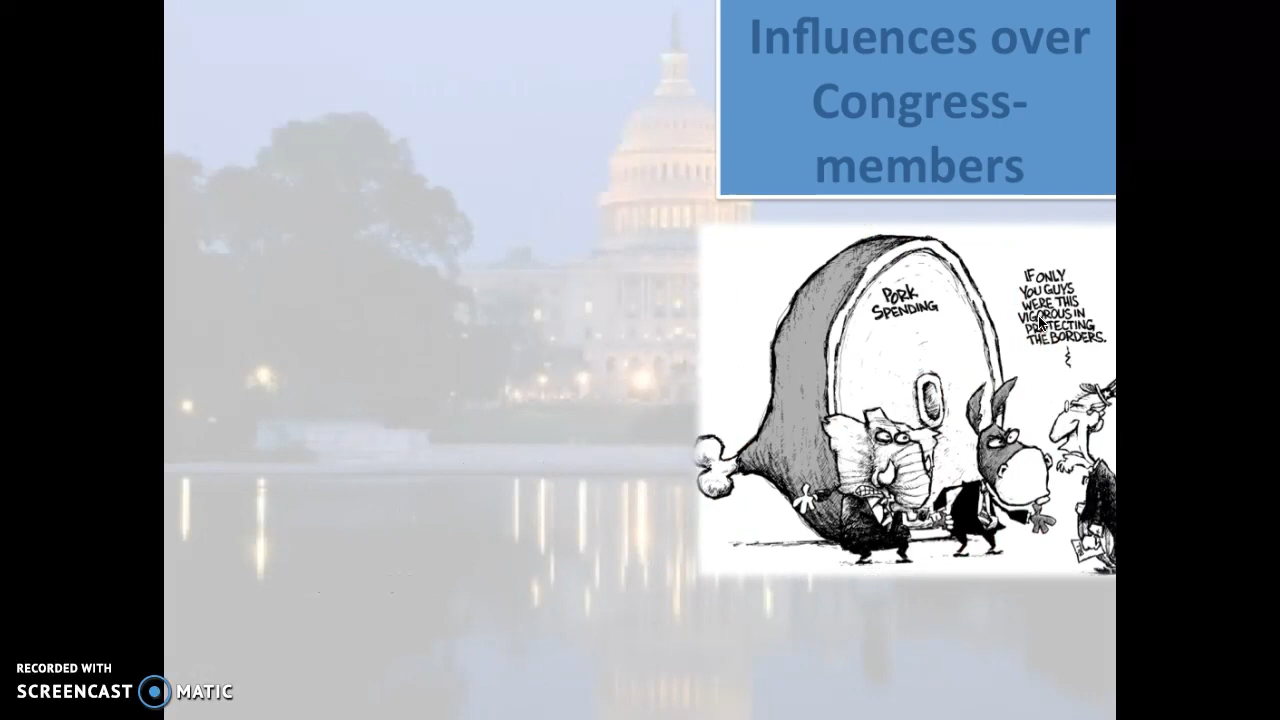 Influences over
Congress-
members
PORK
SPENDING
IF ONLY
YOU GUYS
WERE THIS
VIGOROUS IN
PROTECTING
THE BORDERS.
RECORDED WITH
SCREENCAST MATIC